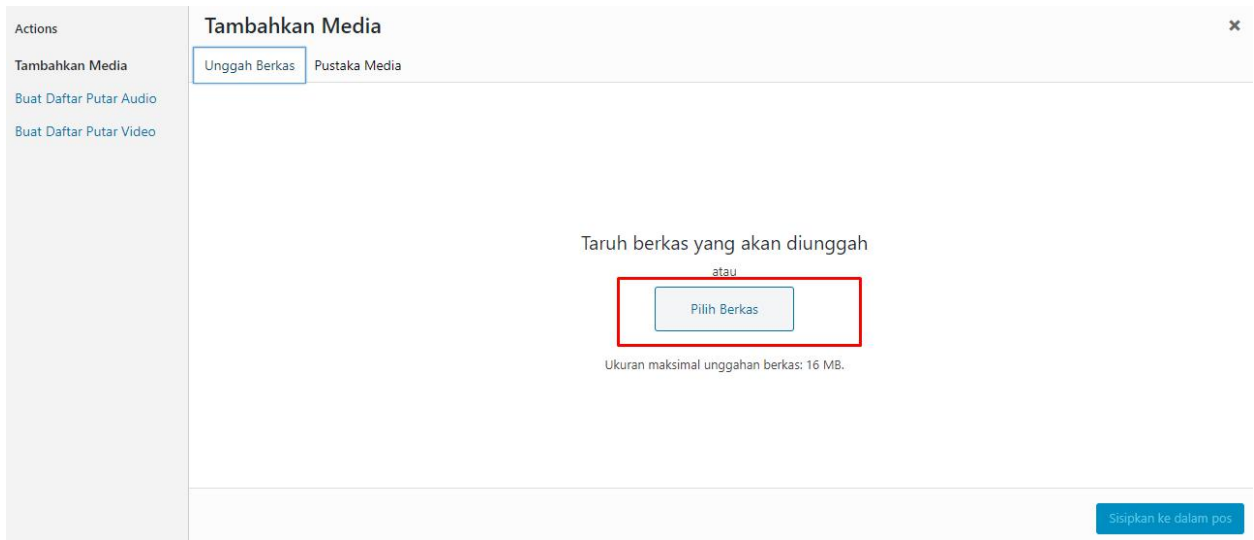 Actions
Tambahkan Media
Buat Daftar Putar Audio
Buat Daftar Putar Video
Tambahkan Media
Unggah Berkas
Pustaka Media
Taruh berkas yang akan diunggah
atau
Pilih Berkas
Ukuran maksimal unggahan berkas: 16 MB.
Sisipkan ke dalam pos